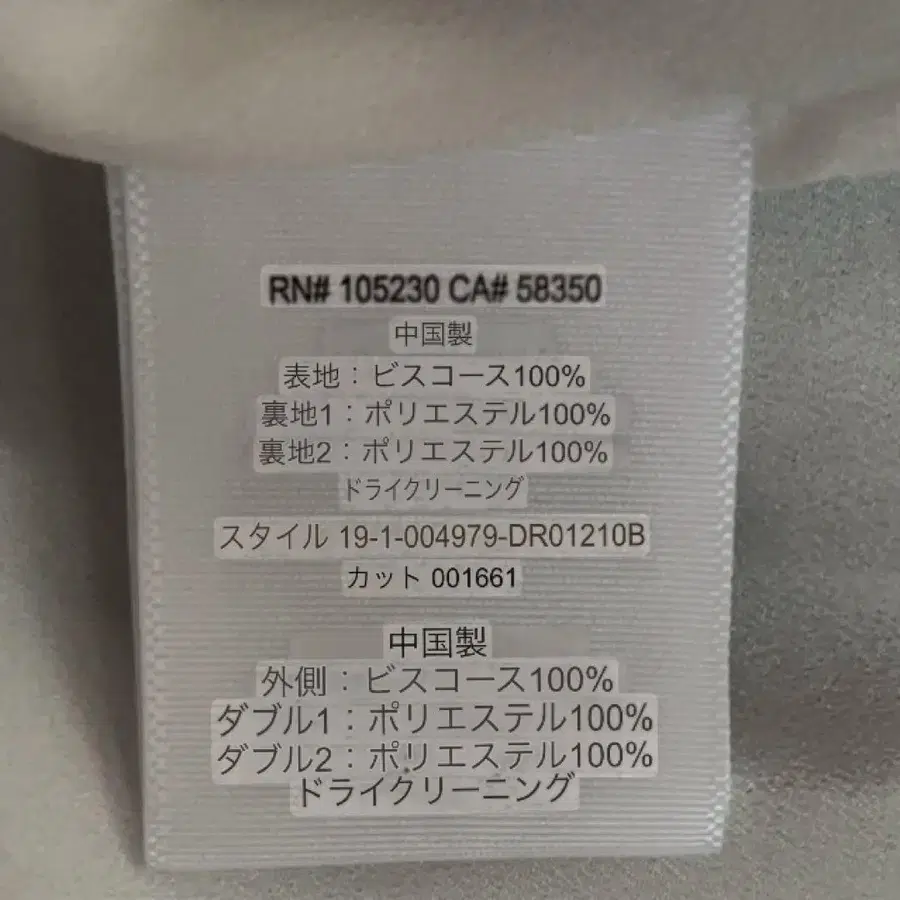 RN# 105230 CA# 58350
中国製
表地：ビスコース100%
裏地1：ポリエステル100%
裏地2：ポリエステル100%
ドライクリーニング
スタイル 19-1-004979-DR01210B
カット 001661
中国製
外側：ビスコース100%
ダブル1：ポリエステル100%
ダブル2：ポリエステル100%
ドライクリーニング